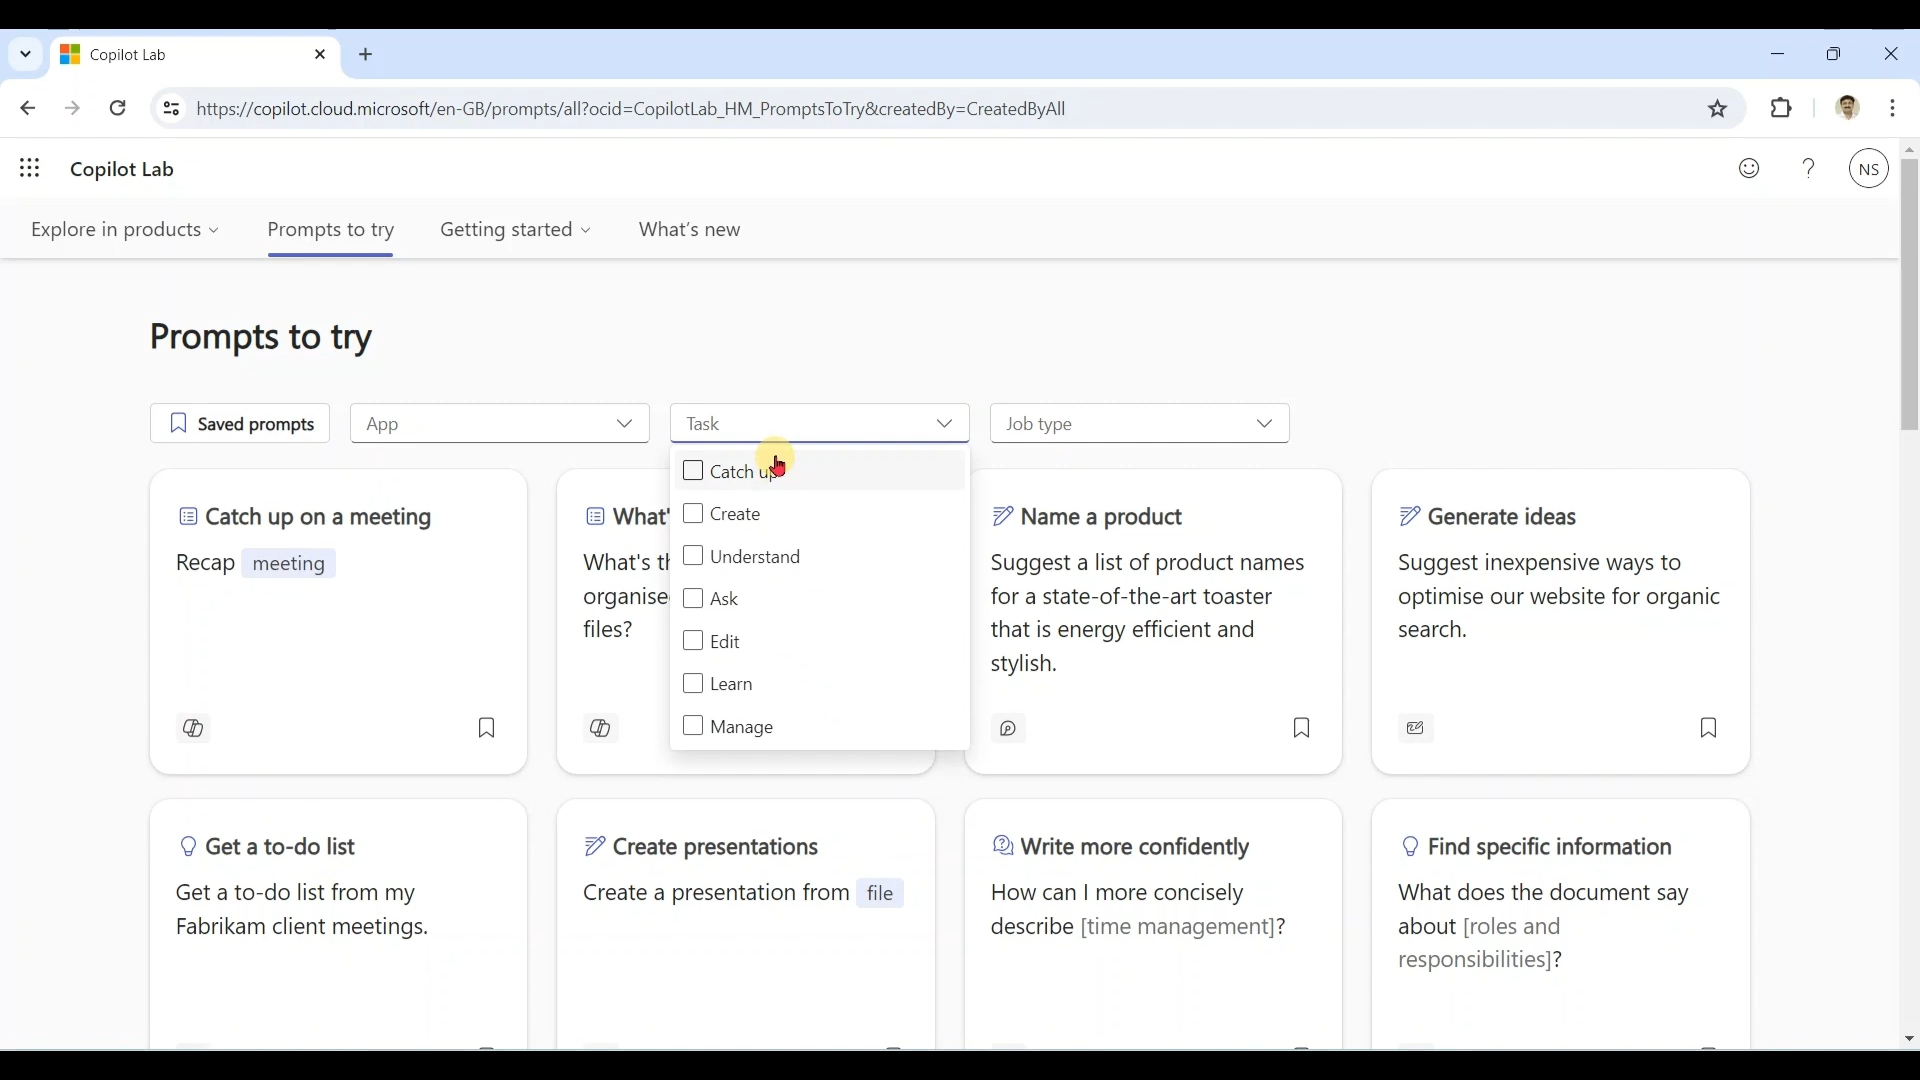 Copilot Lab
https://copilot.cloud.microsoft/en-GB/prompts/all?ocid=CopilotLab_HM_PromptsToTry&createdBy=CreatedByAll
Copilot Lab
NS
Explore in products
Prompts to try
Getting started
What's new
Prompts to try
Saved prompts
App
Task
Job type
Catch up
Create
Understand
Ask
Edit
Learn
Manage
Catch up on a meeting
Recap meeting
What'
What's th
organise
files?
Name a product
Suggest a list of product names
for a state-of-the-art toaster
that is energy efficient and
stylish.
Generate ideas
Suggest inexpensive ways to
optimise our website for organic
search.
Get a to-do list
Get a to-do list from my
Fabrikam client meetings.
Create presentations
Create a presentation from file
Write more confidently
How can I more concisely
describe [time management]?
Find specific information
What does the document say
about [roles and
responsibilities]?